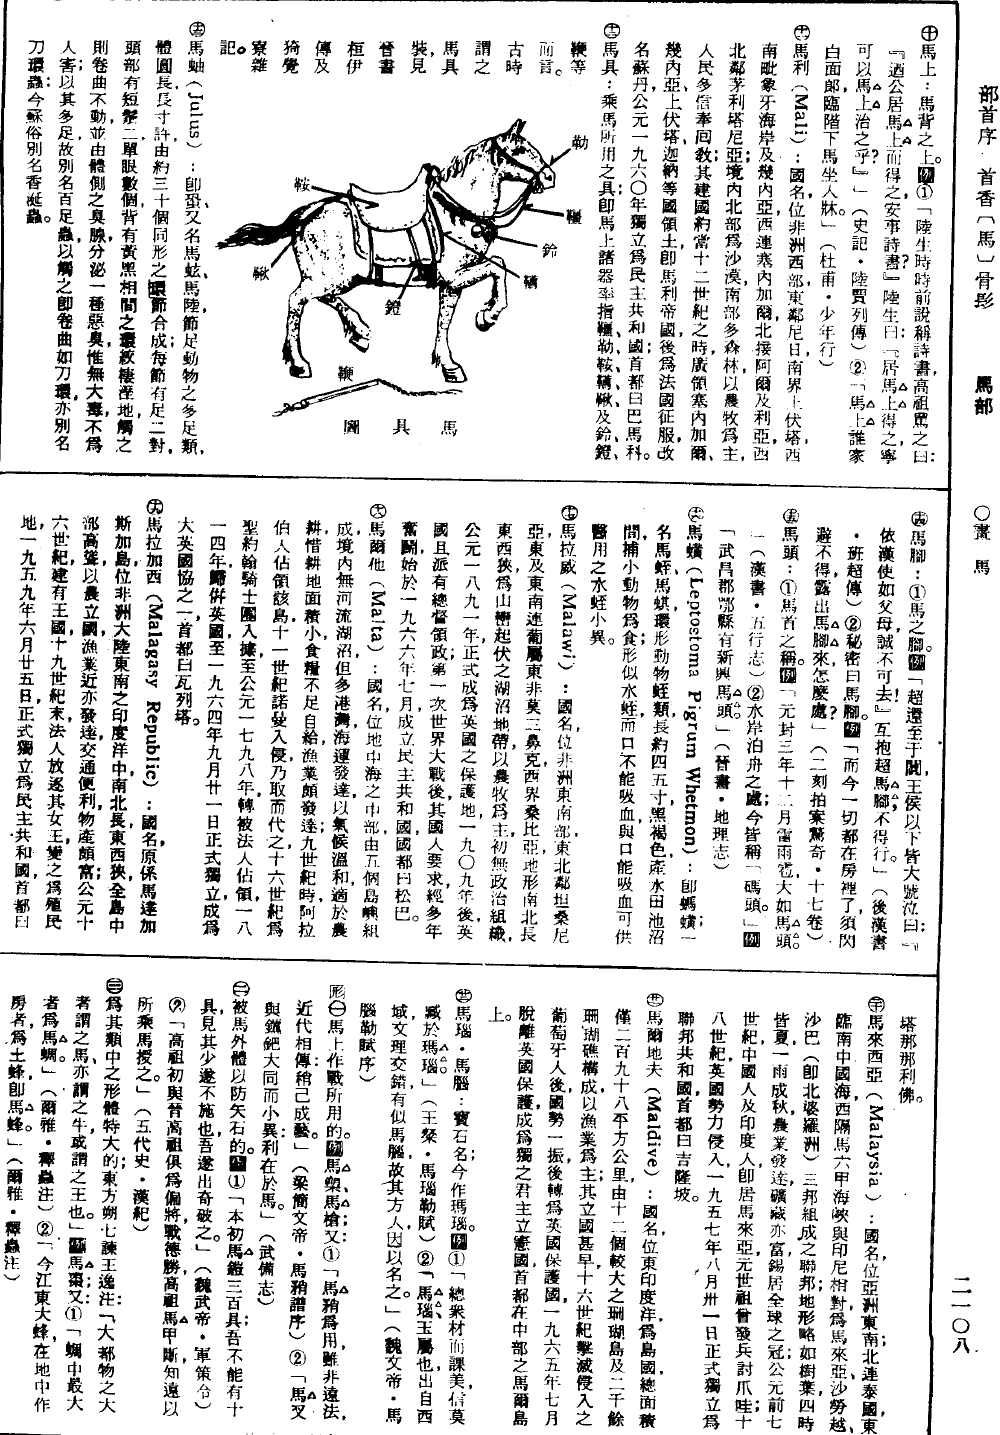 部首序 首香〔馬〕骨髟 馬部 ○畫 馬 二一〇八
㊉馬上：馬背之上。例①「陸生時時前說稱詩書，高祖罵之曰：
『迺公居馬上而得之，安事詩書？』陸生曰：『居馬上得之，寧
可以馬上治之乎？』」（史記・陸賈列傳）②「馬上誰家
白面郎，臨階下馬坐人牀。」（杜甫・少年行）
馬利（Mali）：國名，位非洲西部，東鄰尼日，南界上伏塔、西
南毗象牙海岸及幾內亞，西連塞內加爾，北接阿爾及利亞，西
北鄰茅利塔尼亞；境內北部爲沙漠，南部多森林，以農牧爲主，
人民多信奉回敎；其建國約當十二世紀之時，廣領塞內加爾、
幾內亞、上伏塔、迦納等國領土，卽馬利帝國，後爲法國征服，改
名蘇丹，公元一九六〇年獨立爲民主共和國；首都曰巴馬科。
馬具：乘馬所用之具；卽馬上諸器，率指韁、勒、鞍、鞴、鞦及鈴、鐙、
鞭等
而言。
古時
謂之
馬具
裝，見
晉書
桓伊
傳及
猗覺
寮雜
記。
勒
韁
鈴
鞴
鞍
鞦
鐙
鞭
馬具圖
馬蚰（Julus）：卽蛩，又名馬蚿、馬陸，節足動物之多足類，
體圓長，長寸許，由約三十個同形之環節合成，每節有足二對，
頭部有短鬚二，單眼數個，背有黃黑相間之環紋，棲溼地，觸之
則卷曲不動，並由體側之臭腺，分泌一種惡臭，惟無大毒，不爲
人害；以其多足，故別名百足蟲，以觸之卽卷曲如刀環，亦別名
刀環蟲；今蘇俗別名香涎蟲。
馬腳：①馬之腳。例「超還至于闐，王侯以下皆大號泣曰：『
依漢使如父母，誠不可去！』互抱超馬腳不得行。」（後漢書
・班超傳）②秘密曰馬腳。例「而今一切都在房裡了，須閃
避不得，露出馬腳來，怎麼處？」（二刻拍案驚奇・十七卷）
馬頭：①馬首之稱。例「元封三年十二月，雷雨雹，大如馬頭。
」（漢書・五行志）②水岸泊舟之處；今皆稱「碼頭。」例
「武昌郡鄂縣有新興馬頭。」（晉書・地理志）
馬蟥（Leptostoma Pigrum Whetmon）：卽螞蟥；一
名馬蛭、馬蜞，環形動物蛭類，長約四五寸，黑褐色，產水田池沼
間，捕小動物爲食，形似水蛭，而口不能吸血，與口能吸血可供
醫用之水蛭小異。
馬拉威（Malawi）：國名，位非洲東南部，東北鄰坦桑尼
亞，東及東南連葡屬東非莫三鼻克，西界桑比亞，地形南北長
東西狹，爲山嶽起伏之湖沼地帶，以農牧爲主，初無政治組織，
公元一八九一年正式成爲英國之保護地，一九〇九年後，英
國且派有總督領政，第一次世界大戰後，其國人要求經多年
奮鬪，始於一九六六年七月成立民主共和國，國都曰松巴。
馬爾他（Malta）：國名，位地中海之中部，由五個島嶼組
成，境內無河流湖沼，但多港灣，海運發達，以氣候溫和，適於農
耕，惜耕地面積小，食糧不足自給，漁業頗發達，九世紀時，阿拉
伯人佔領該島，十一世紀諾曼入侵，乃取而代之，十六世紀爲
聖約翰騎士團入據，至公元一七九八年轉被法人佔領，一八
一四年歸併英國，至一九六四年九月廿一日正式獨立，成爲
大英國協之一；首都曰瓦列塔。
馬拉加西（Malagasy Republic）：國名，原係馬達加
斯加島，位非洲大陸東南之印度洋中，南北長，東西狹，全島中
部高聳，以農立國，漁業近亦發達，交通便利，物產頗富；公元十
六世紀建有王國，十九世紀末，法人放逐其女王，變之爲殖民
地，一九五九年六月廿五日正式獨立，爲民主共和國，首都曰
塔那那利佛。
馬來西亞（Malaysia）：國名，位亞洲東南；北連泰國，東
臨南中國海，西隔馬六甲海峽，與印尼相對；爲馬來亞、沙勞越、
沙巴（卽北婆羅洲）三邦組成之聯邦，地形略如樹葉，四時
皆夏，一雨成秋，農業發達，礦藏亦富，錫居全球之冠；公元前七
世紀，中國人及印度人卽居馬來亞，元世祖曾發兵討爪哇；十
八世紀英國勢力侵入，一九五七年八月卅一日正式獨立，爲
聯邦共和國，首都曰吉隆坡。
馬爾地夫（Maldive）：國名，位東印度洋，爲島國，總面積
僅二百九十八平方公里，由十二個較大之珊瑚島及二千餘
珊瑚礁構成，以漁業爲主；其立國甚早，十六世紀擊滅侵入之
葡萄牙人後，國勢一振，後轉爲英國保護國，一九六五年七月
脫離英國保護，成爲獨之君主立憲國，首都在中部之馬爾島
上。
馬瑙・馬腦：寶石名，今作瑪瑙。例①「總衆材而課美，信莫
臧於瑪瑙。」（王粲・馬瑙勒賦）②「馬瑙，玉屬也，出自西
域，文理交錯，有似馬腦，故其方人因以名之。」（魏文帝・馬
腦勒賦序）
形㊀馬上作戰所用的。例馬槊；馬槍；又①「馬矟爲用，雖非遠法，
近代相傳，稍已成藝。」（梁簡文帝・馬矟譜序）②「馬叉
與鐵鈀大同而小異，利在於馬。」（武備志）
㊁被馬外體以防矢石的。例①「本初馬鎧三百具，吾不能有十
具，見其少，遂不施也，吾遂出奇破之。」（魏武帝・軍策令）
②「高祖初與晉高祖俱爲偏將，戰德勝，高祖馬甲斷，知遠以
所乘馬授之。」（五代史・漢紀）
㊂爲其類中之形體特大的；東方朔七諫王逸注：「大都物之大
者謂之馬，亦謂之牛，或謂之王也。」例馬棗；又①「蜩中最大
者爲馬蜩。」（爾雅・釋蟲注）②「今江東大蜂，在地中作
房者，爲土蜂，卽馬蜂。」（爾雅・釋蟲注）